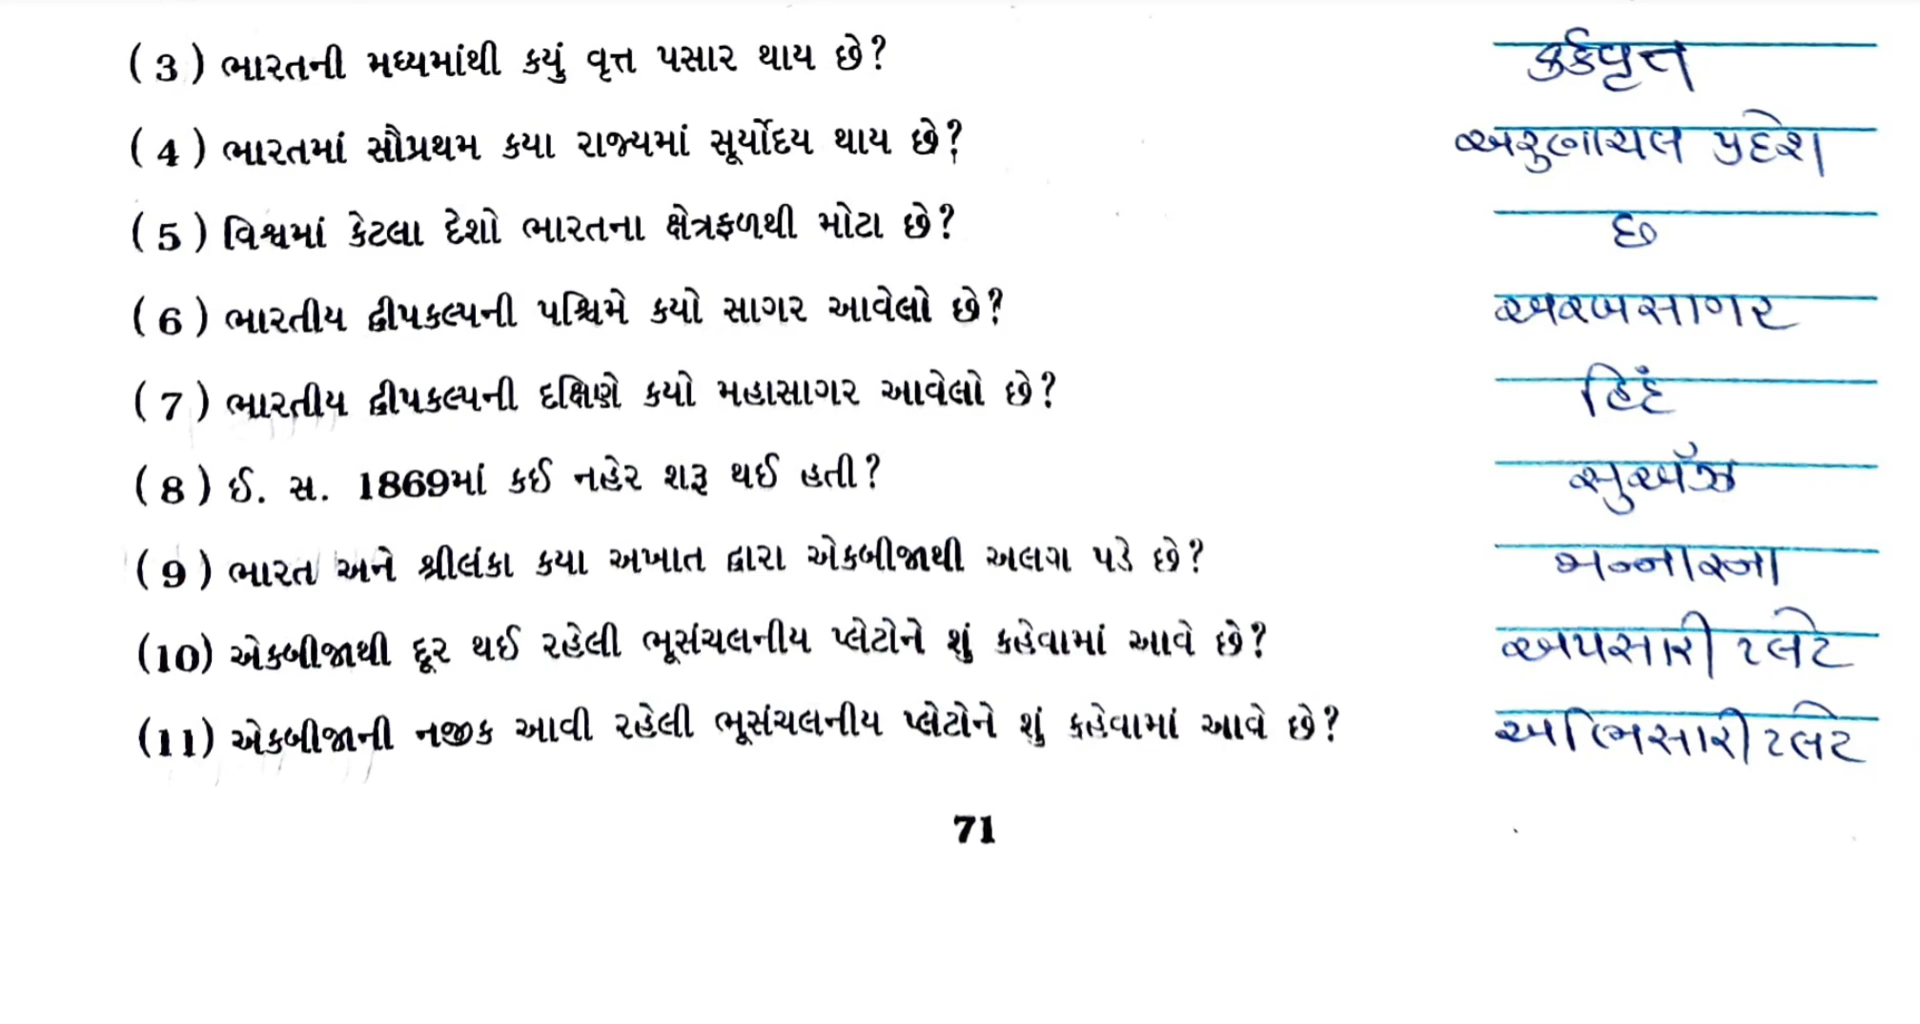 (3) ભારતની મધ્યમાંથી કયું વૃત્ત પસાર થાય છે? કર્કવૃત્ત
(4) ભારતમાં સૌપ્રથમ કયા રાજ્યમાં સૂર્યોદય થાય છે? અરુણાચલ પ્રદેશ
(5) વિશ્વમાં કેટલા દેશો ભારતના ક્ષેત્રફળથી મોટા છે? છ
(6) ભારતીય દ્વીપકલ્પની પશ્ચિમે કયો સાગર આવેલો છે? અરબસાગર
(7) ભારતીય દ્વીપકલ્પની દક્ષિણે કયો મહાસાગર આવેલો છે? હિંદ
(8) ઈ. સ. 1869માં કઈ નહેર શરૂ થઈ હતી? સુઍઝ
(9) ભારત અને શ્રીલંકા કયા અખાત દ્વારા એકબીજાથી અલગ પડે છે? મન્નારના
(10) એકબીજાથી દૂર થઈ રહેલી ભૂસંચલનીય પ્લેટોને શું કહેવામાં આવે છે? અપસારી પ્લેટ
(11) એકબીજાની નજીક આવી રહેલી ભૂસંચલનીય પ્લેટોને શું કહેવામાં આવે છે? અભિસારી પ્લેટ
71